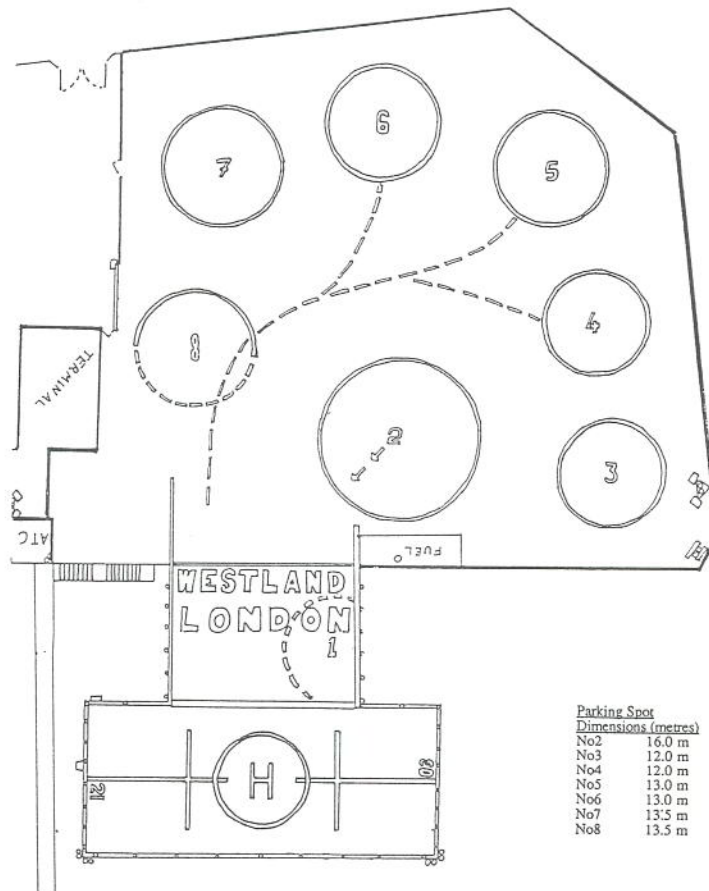 6
7
5
8
4
TERMINAL
2
3
ATC
FUEL
WESTLAND
LONDON
1
H
21
03
Parking Spot
Dimensions (metres)
No2 16.0 m
No3 12.0 m
No4 12.0 m
No5 13.0 m
No6 13.0 m
No7 13.5 m
No8 13.5 m